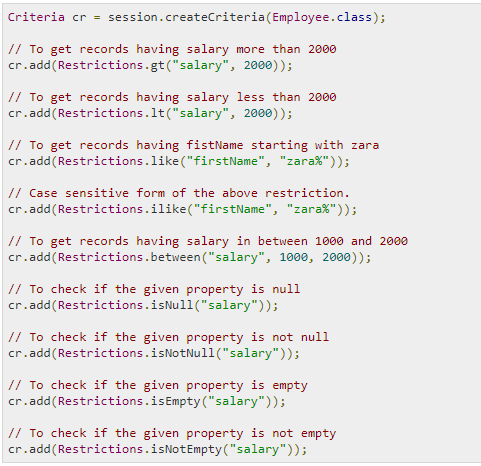 Criteria cr = session.createCriteria(Employee.class);
// To get records having salary more than 2000
cr.add(Restrictions.gt("salary", 2000));
// To get records having salary less than 2000
cr.add(Restrictions.lt("salary", 2000));
// To get records having fistName starting with zara
cr.add(Restrictions.like("firstName", "zara%"));
// Case sensitive form of the above restriction.
cr.add(Restrictions.ilike("firstName", "zara%"));
// To get records having salary in between 1000 and 2000
cr.add(Restrictions.between("salary", 1000, 2000));
// To check if the given property is null
cr.add(Restrictions.isNull("salary"));
// To check if the given property is not null
cr.add(Restrictions.isNotNull("salary"));
// To check if the given property is empty
cr.add(Restrictions.isEmpty("salary"));
// To check if the given property is not empty
cr.add(Restrictions.isNotEmpty("salary"));